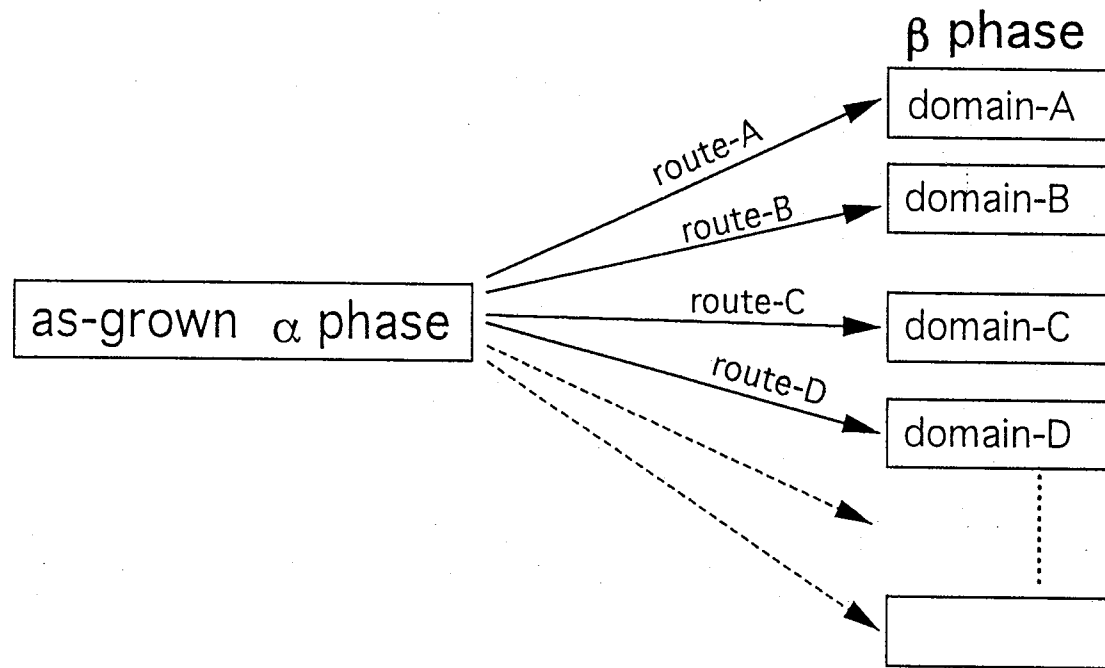 β phase
domain-A
route-A
domain-B
route-B
as-grown α phase
route-C
domain-C
route-D
domain-D